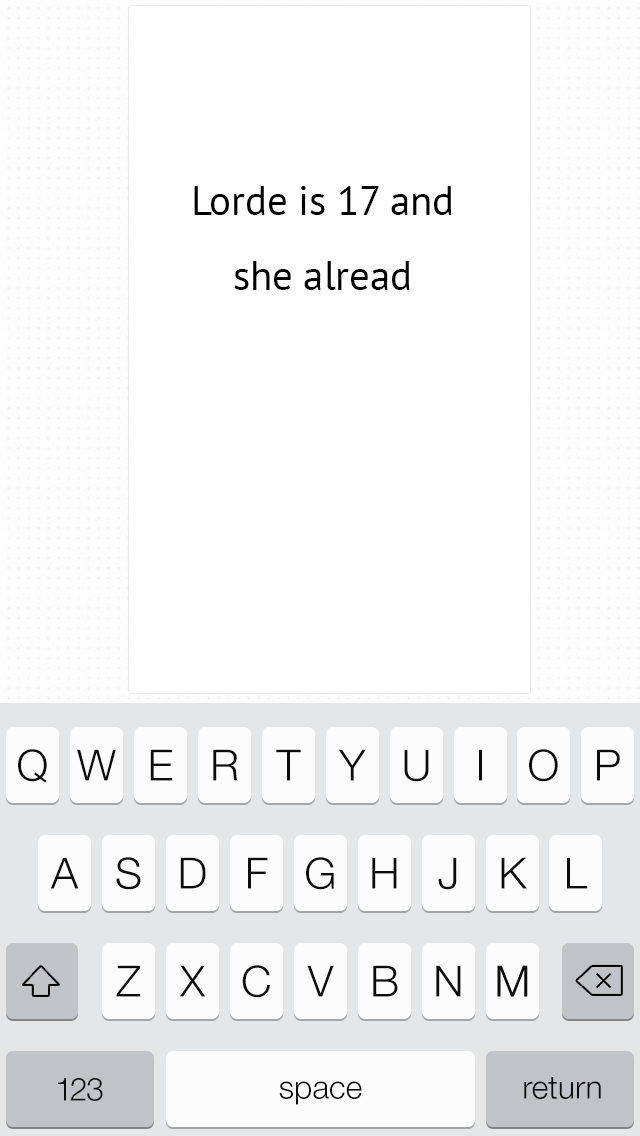 Lorde is 17 and
she alread
Q W E R T Y U I O P
A S D F G H J K L
Z X C V B N M
123 space return